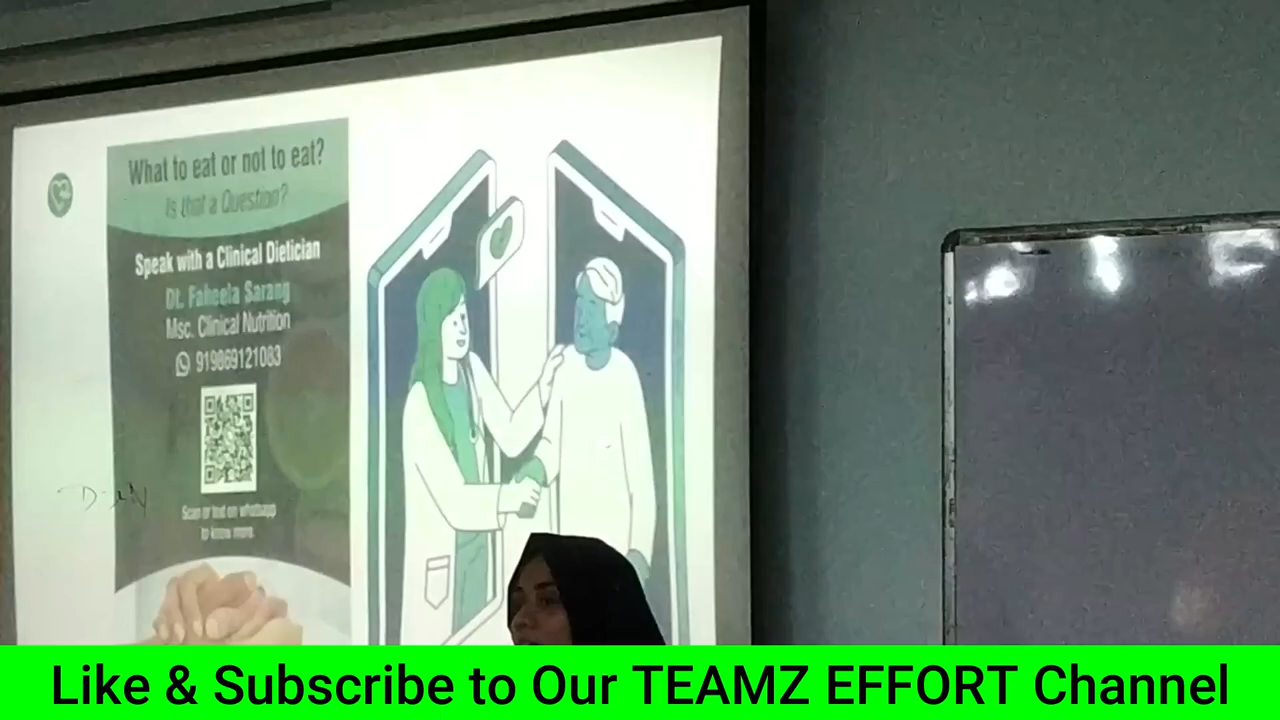 What to eat or not to eat?
Is that a Question?
Speak with a Clinical Dietician
Dt. Faheela Sarang
Msc. Clinical Nutrition
919869121083
Scan or text on whatsapp
to know more.
Like & Subscribe to Our TEAMZ EFFORT Channel